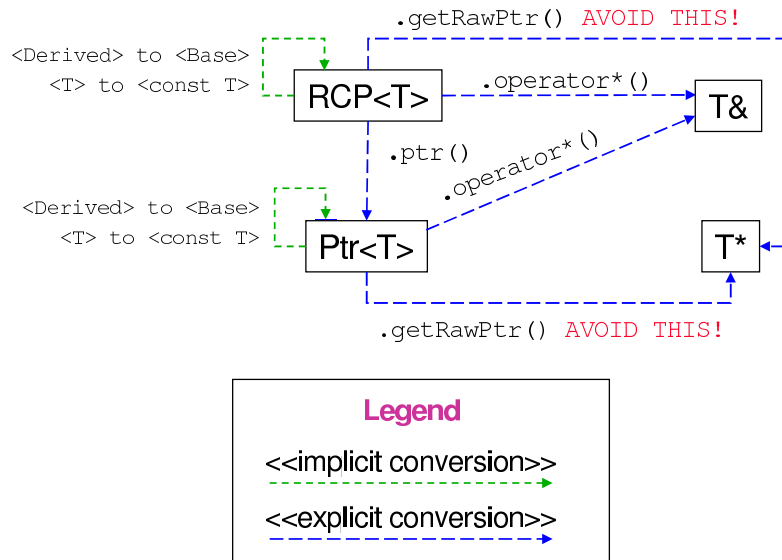 .getRawPtr() AVOID THIS!
<Derived> to <Base>
<T> to <const T>
RCP<T>
.operator*()
T&
.ptr()
.operator*()
<Derived> to <Base>
<T> to <const T>
Ptr<T>
T*
.getRawPtr() AVOID THIS!
Legend
<<implicit conversion>>
<<explicit conversion>>